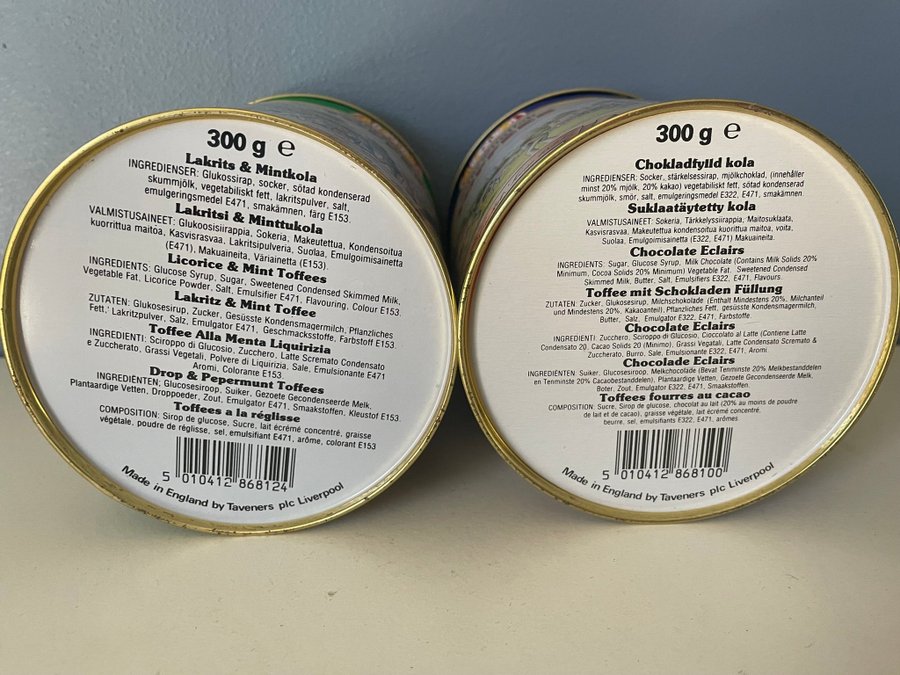 300 g e
Lakrits & Mintkola
INGREDIENSER: Glukossirap, socker, sötad kondenserad
skummjölk, vegetabiliskt fett, lakritspulver, salt,
emulgeringsmedel E471, smakämnen, färg E153.
Lakritsi & Minttukola
VALMISTUSAINEET: Glukoosisiirappia, Sokeria, Makeutettua, Kondensoitua
kuorrittua maitoa, Kasvisrasvaa. Lakritsipulveria, Suolaa, Emulgoimisainetta
(E471), Makuaineita, Väriainetta (E153).
Licorice & Mint Toffees
INGREDIENTS: Glucose Syrup, Sugar, Sweetened Condensed Skimmed Milk,
Vegetable Fat. Licorice Powder, Salt, Emulsifier E471, Flavouring, Colour E153.
Lakritz & Mint Toffee
ZUTATEN: Glukosesirup, Zucker, Gesüsste Kondensmagermilch, Pflanzliches
Fett,' Lakritzpulver, Salz, Emulgator E471, Geschmacksstoffe, Farbstoff E153.
Toffee Alla Menta Liquirizia
INGREDIENTI: Sciroppo di Glucosio, Zucchero, Latte Scremato Condensato
e Zuccherato, Grassi Vegetali, Polvere di Liquirizia, Sale, Emulsionante E471
Aromi, Colorante E153.
Drop & Pepermunt Toffees
INGREDIËNTEN; Glucosesiroop, Suiker, Gezoete Gecondenseerde Melk,
Plantaardige Vetten, Droppoeder, Zout, Emulgator E471, Smaakstoffen, Kleustof E153.
Toffees a la réglisse
COMPOSITION: Sirop de glucose, Sucre, lait écrémé concentré, graisse
végétale, poudre de réglisse, sel, emulsifiant E471, arôme, colorant E153
5 010412 868124
Made in England by Taveners plc Liverpool
300 g e
Chokladfylld kola
INGREDIENSER: Socker, stärkelsessirap, mjölkchoklad, (innehåller
minst 20% mjölk, 20% kakao) vegetabiliskt fett, kondenserad
skummjölk, smör, salt, emulgeringsmedel E322, E471, smakämnen
Suklaatäytetty kola
VALMISTUSAINEET: Sokeria, Tärkkelyssiirappia, Maitosuklaata,
Kasvisrasvaa. Makeutettua kondensoitua kuorittua maitoa, voita,
Suolaa, Emulgoimisainetta (E322, E471) Makuaineita.
Chocolate Eclairs
INGREDIENTS: Sugar, Glucose Syrup, Milk Chocolate (Contains Milk Solids 20%
Minimum, Cocoa Solids 20% Minimum) Vegetable Fat. Sweetened Condensed
Skimmed Milk, Butter, Salt, Emulsifiers E322, E471, Flavours.
Toffee mit Schokladen Füllung
ZUTATEN: Zucker, Glukosesirup, Milchschokolade (Enthalt Mindestens 20%, Milchanteil
und Mindestens 20%, Kakaoanteil), Pflanzliches Fett, gesüsste Kondensmagermilch,
Butter, Salz, Emulgator E322, E471, Farbstoffe.
Chocolate Eclairs
INGREDIENTI: Zucchero, Sciroppo di Glucosio, Cioccolato al Latte (Contiene Latte
Condensato 20, Cacao Solids 20 (Minimo), Grassi Vegetali, Latte Condensato Scremato &
Zuccherato, Burro, Sale, Emulsionante E322, E471, Aromi.
Chocolade Eclairs
INGREDIËNTEN: Suiker, Glucosesiroop, Melkchocolade (Bevat Tenminste 20% Melkbestanddelen
en Tenminste 20% Cacaobestanddelen), Plantaardige Vetten, Gezoete Gecondenseerde Melk,
Boter, Zout, Emulgator E322, E471, Smaakstoffen.
Toffees fourres au cacao
COMPOSITION: Sucre, Sirop de glucose, chocolat au lait (20% au moins de poudre
de lait et de cacao), graisse végétale, lait écrémé concentré,
beurre, sel, emulsifiants E322, E471, arômes.
5 010412 868100
Made in England by Taveners plc Liverpool